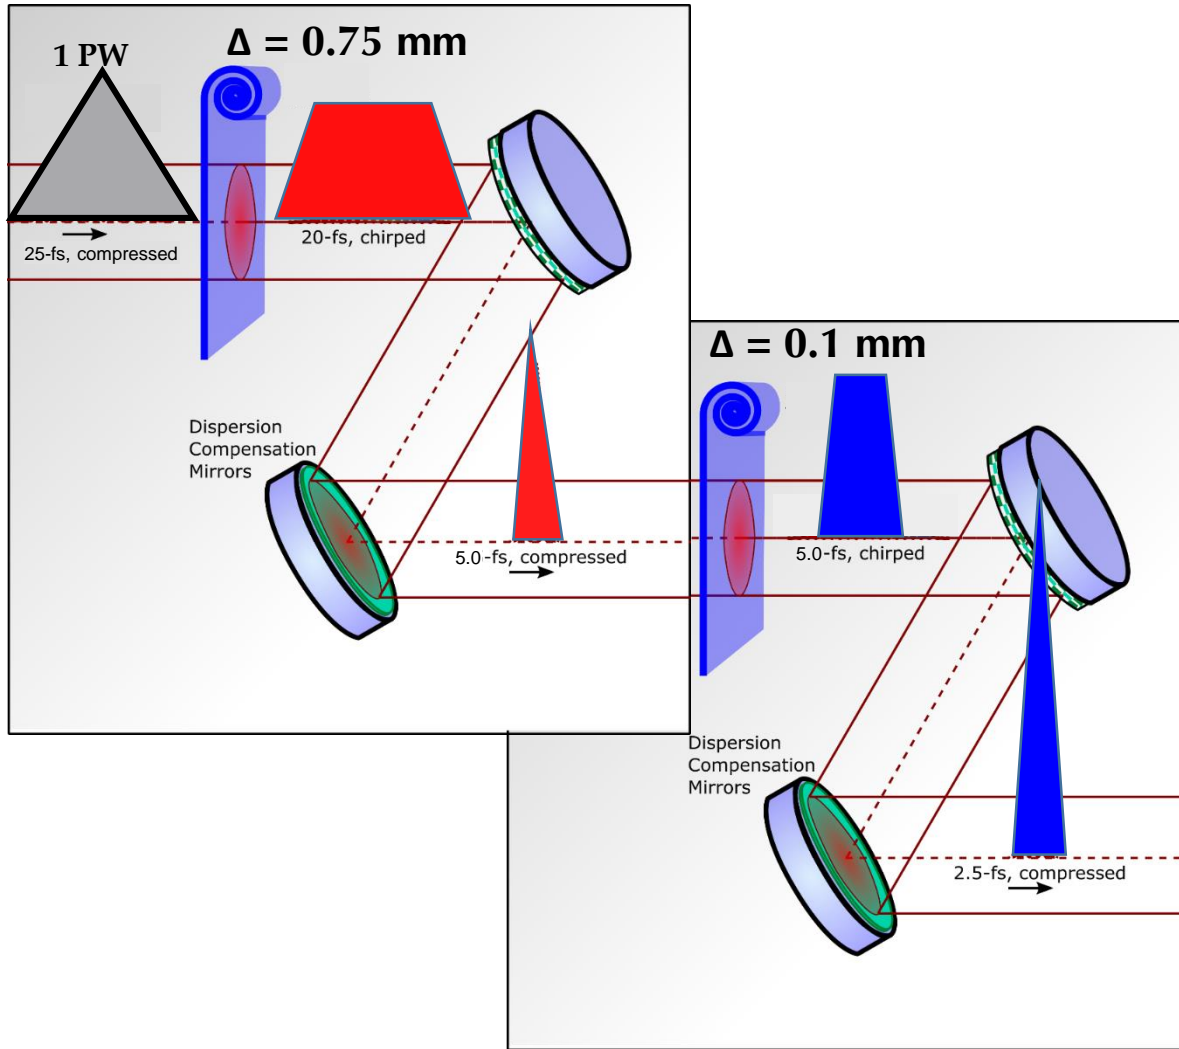 1 PW
Δ = 0.75 mm
25-fs, compressed
20-fs, chirped
Dispersion
Compensation
Mirrors
5.0-fs, compressed
Δ = 0.1 mm
5.0-fs, chirped
Dispersion
Compensation
Mirrors
2.5-fs, compressed